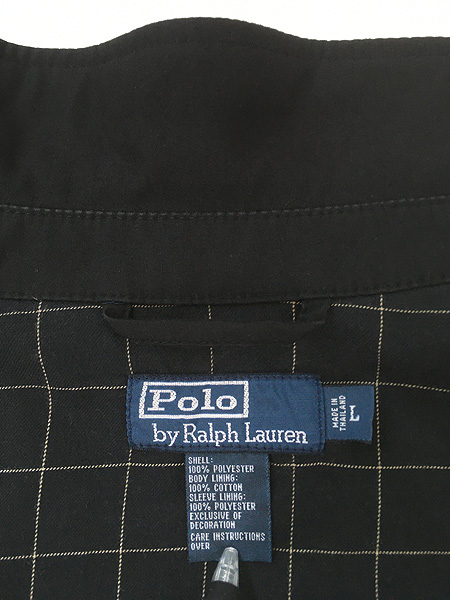 Polo
by Ralph Lauren
MADE IN
THAILAND
L
SHELL:
100% POLYESTER
BODY LINING:
100% COTTON
SLEEVE LINING:
100% POLYESTER
EXCLUSIVE OF
DECORATION
CARE INSTRUCTIONS
OVER